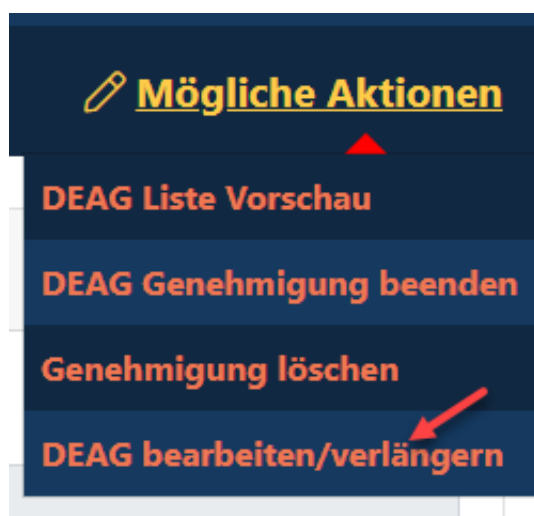 Mögliche Aktionen
DEAG Liste Vorschau
DEAG Genehmigung beenden
Genehmigung löschen
DEAG bearbeiten/verlängern